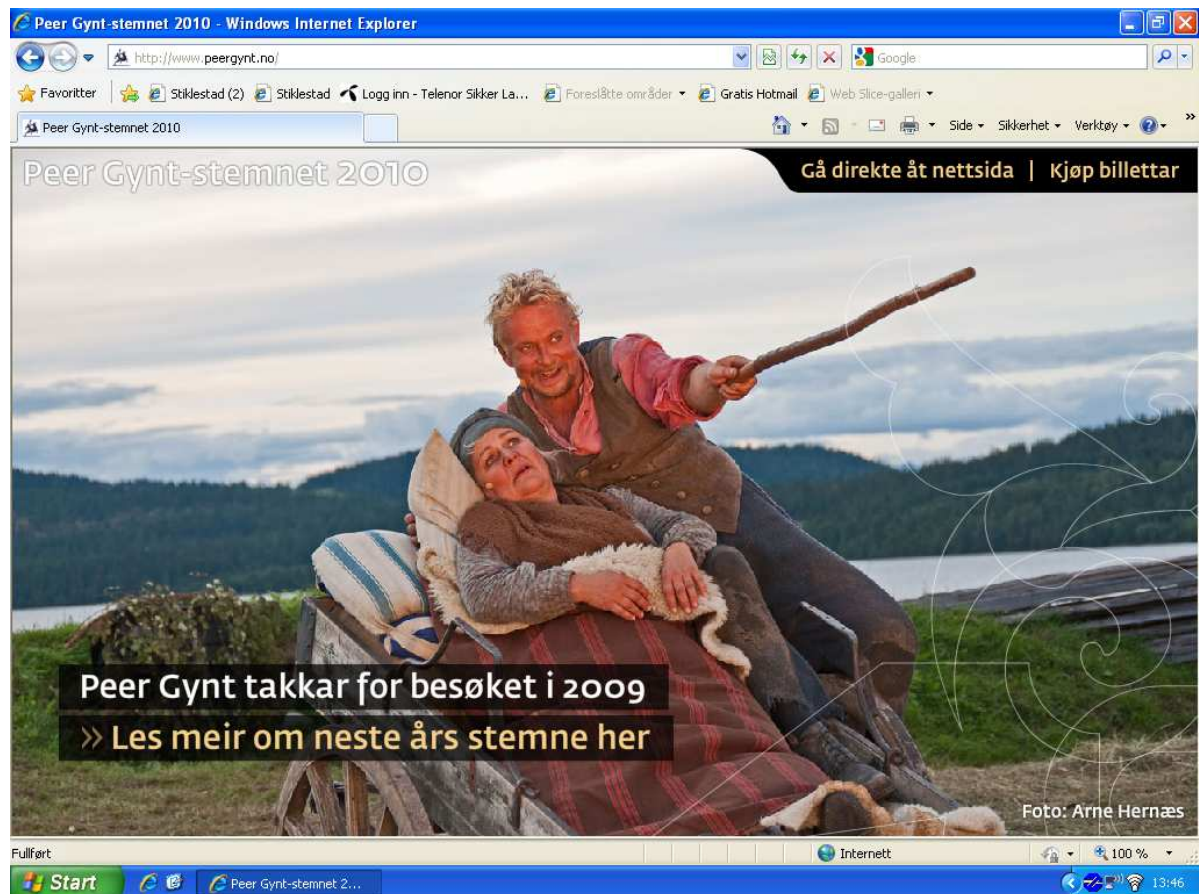 Peer Gynt-stemnet 2010 - Windows Internet Explorer
http://www.peergynt.no/
Google
Favoritter Stiklestad (2) Stiklestad Logg inn - Telenor Sikker La... Foreslåtte områder Gratis Hotmail Web Slice-galleri
Peer Gynt-stemnet 2010 Side Sikkerhet Verktøy »
Peer Gynt-stemnet 2010 Gå direkte åt nettsida | Kjøp billettar
Peer Gynt takkar for besøket i 2009
» Les meir om neste års stemne her
Foto: Arne Hernæs
Fullført Internett 100 %
Start Peer Gynt-stemnet 2... 13:46